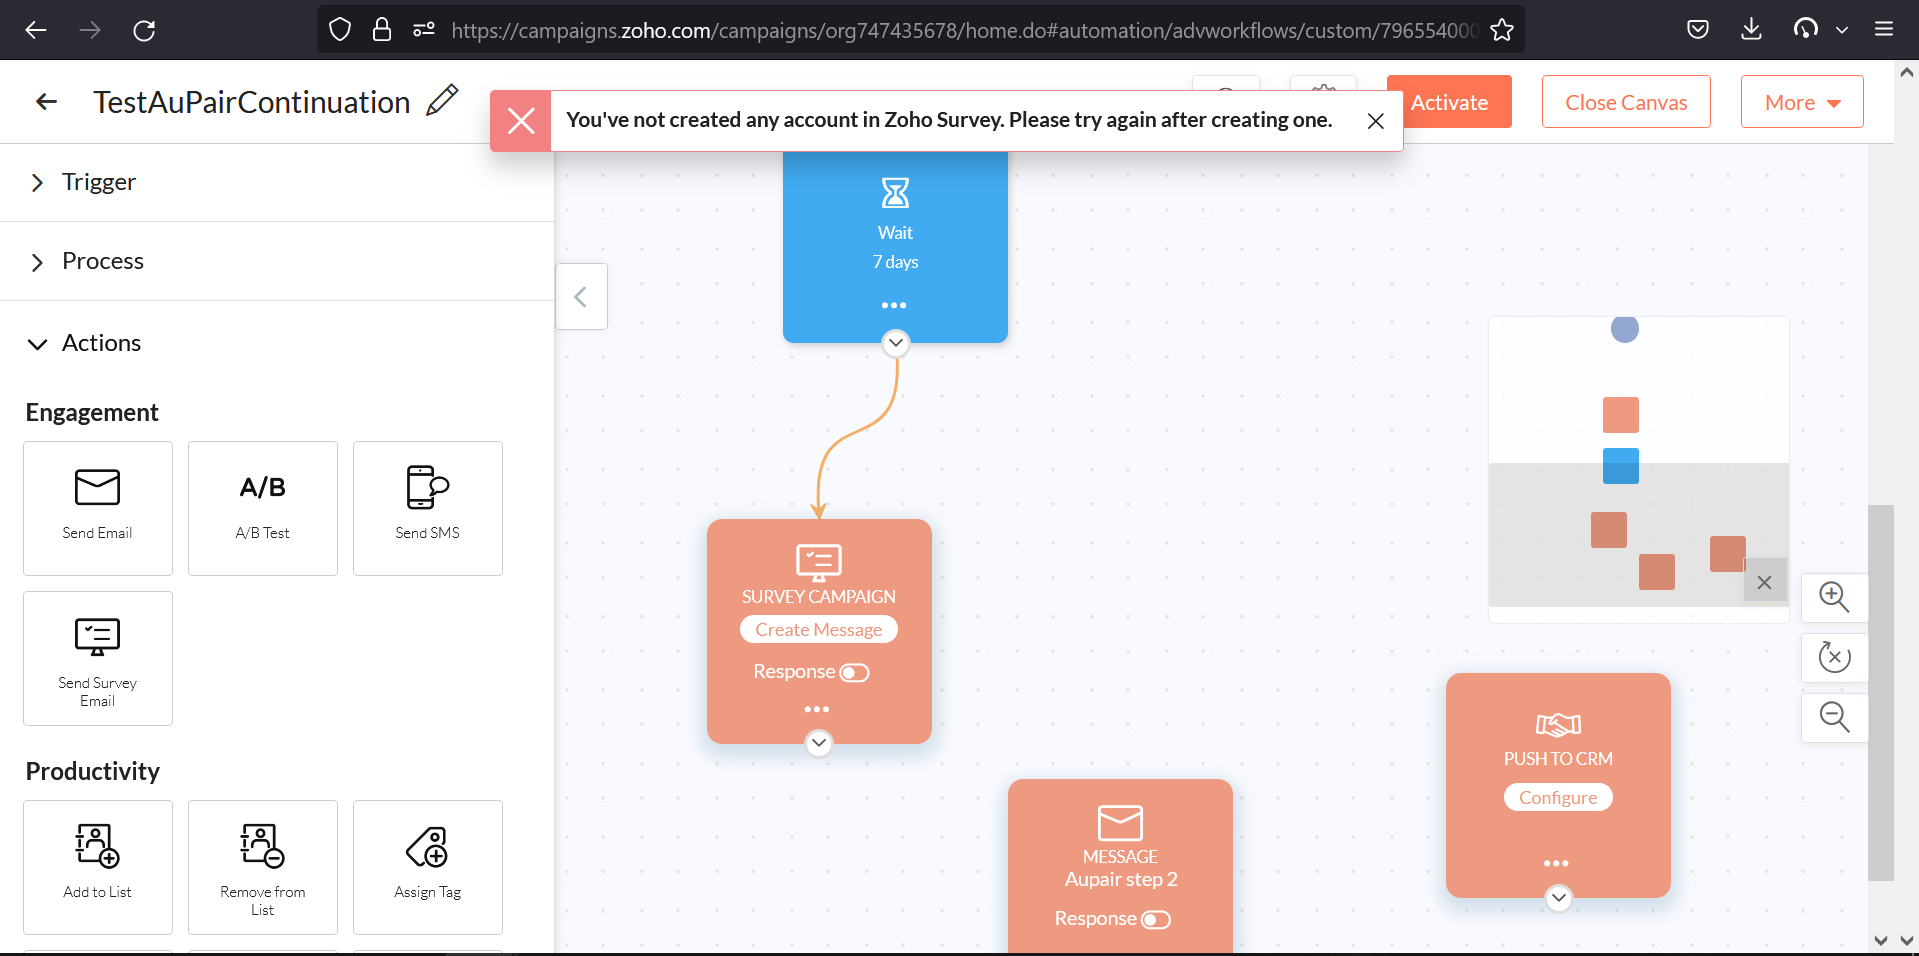 https://campaigns.zoho.com/campaigns/org747435678/home.do#automation/advworkflows/custom/796554000
TestAuPairContinuation
You've not created any account in Zoho Survey. Please try again after creating one.
Activate
Close Canvas
More
Trigger
Process
Actions
Engagement
Send Email
A/B
A/B Test
Send SMS
Send Survey
Email
Productivity
Add to List
Remove from
List
Assign Tag
Wait
7 days
SURVEY CAMPAIGN
Create Message
Response
MESSAGE
Aupair step 2
Response
PUSH TO CRM
Configure